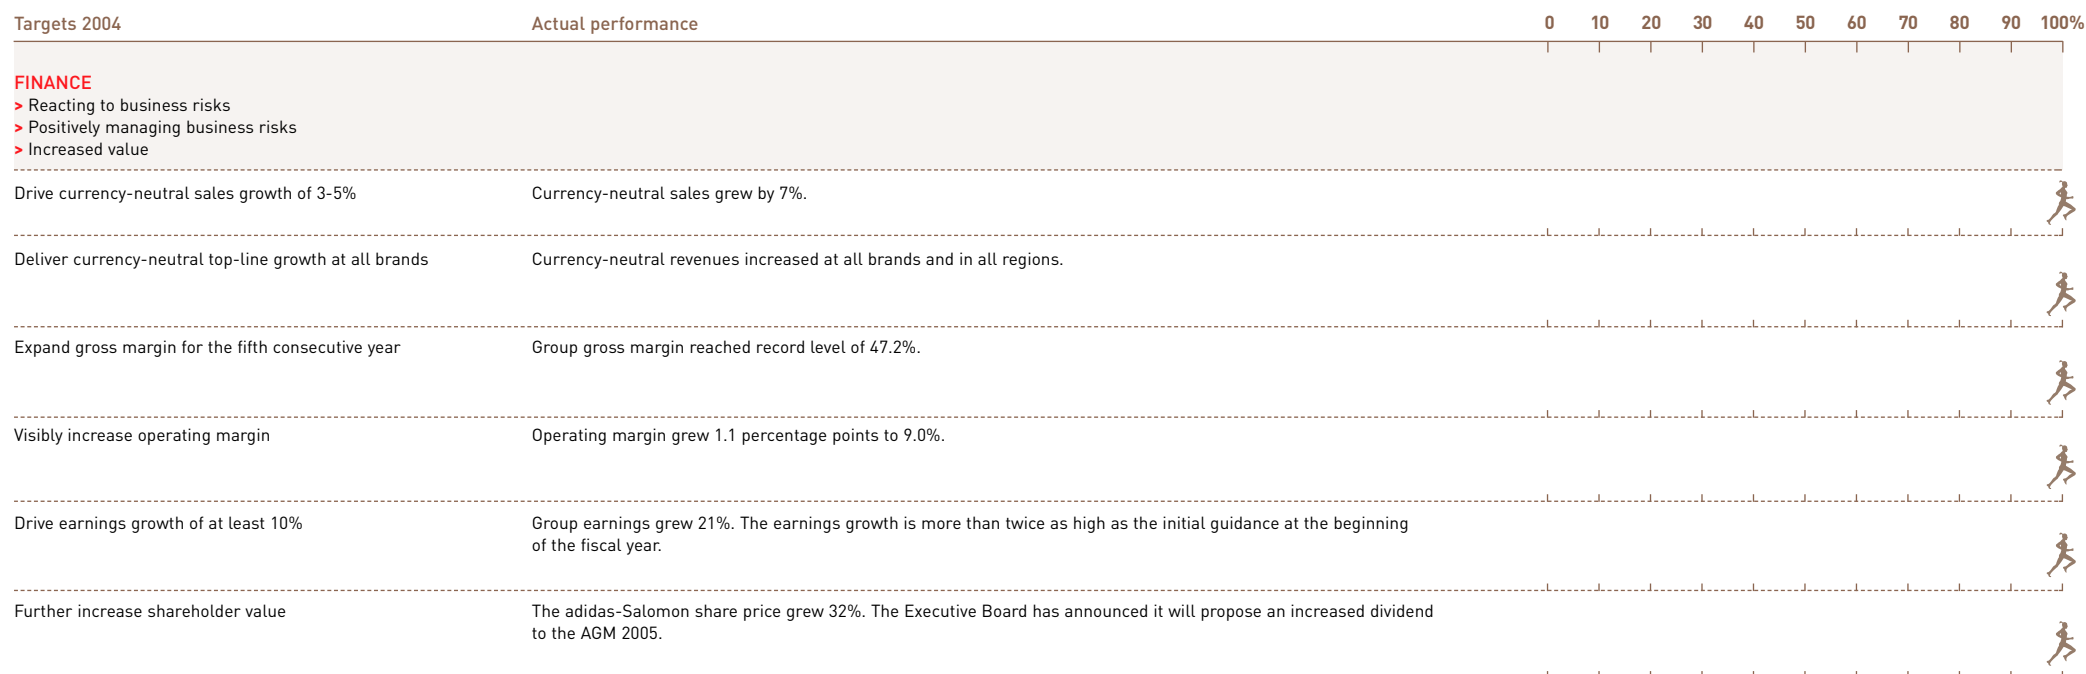 Targets 2004 Actual performance 0 10 20 30 40 50 60 70 80 90 100%
FINANCE
> Reacting to business risks
> Positively managing business risks
> Increased value
Drive currency-neutral sales growth of 3-5% Currency-neutral sales grew by 7%.
Deliver currency-neutral top-line growth at all brands Currency-neutral revenues increased at all brands and in all regions.
Expand gross margin for the fifth consecutive year Group gross margin reached record level of 47.2%.
Visibly increase operating margin Operating margin grew 1.1 percentage points to 9.0%.
Drive earnings growth of at least 10% Group earnings grew 21%. The earnings growth is more than twice as high as the initial guidance at the beginning
of the fiscal year.
Further increase shareholder value The adidas-Salomon share price grew 32%. The Executive Board has announced it will propose an increased dividend
to the AGM 2005.